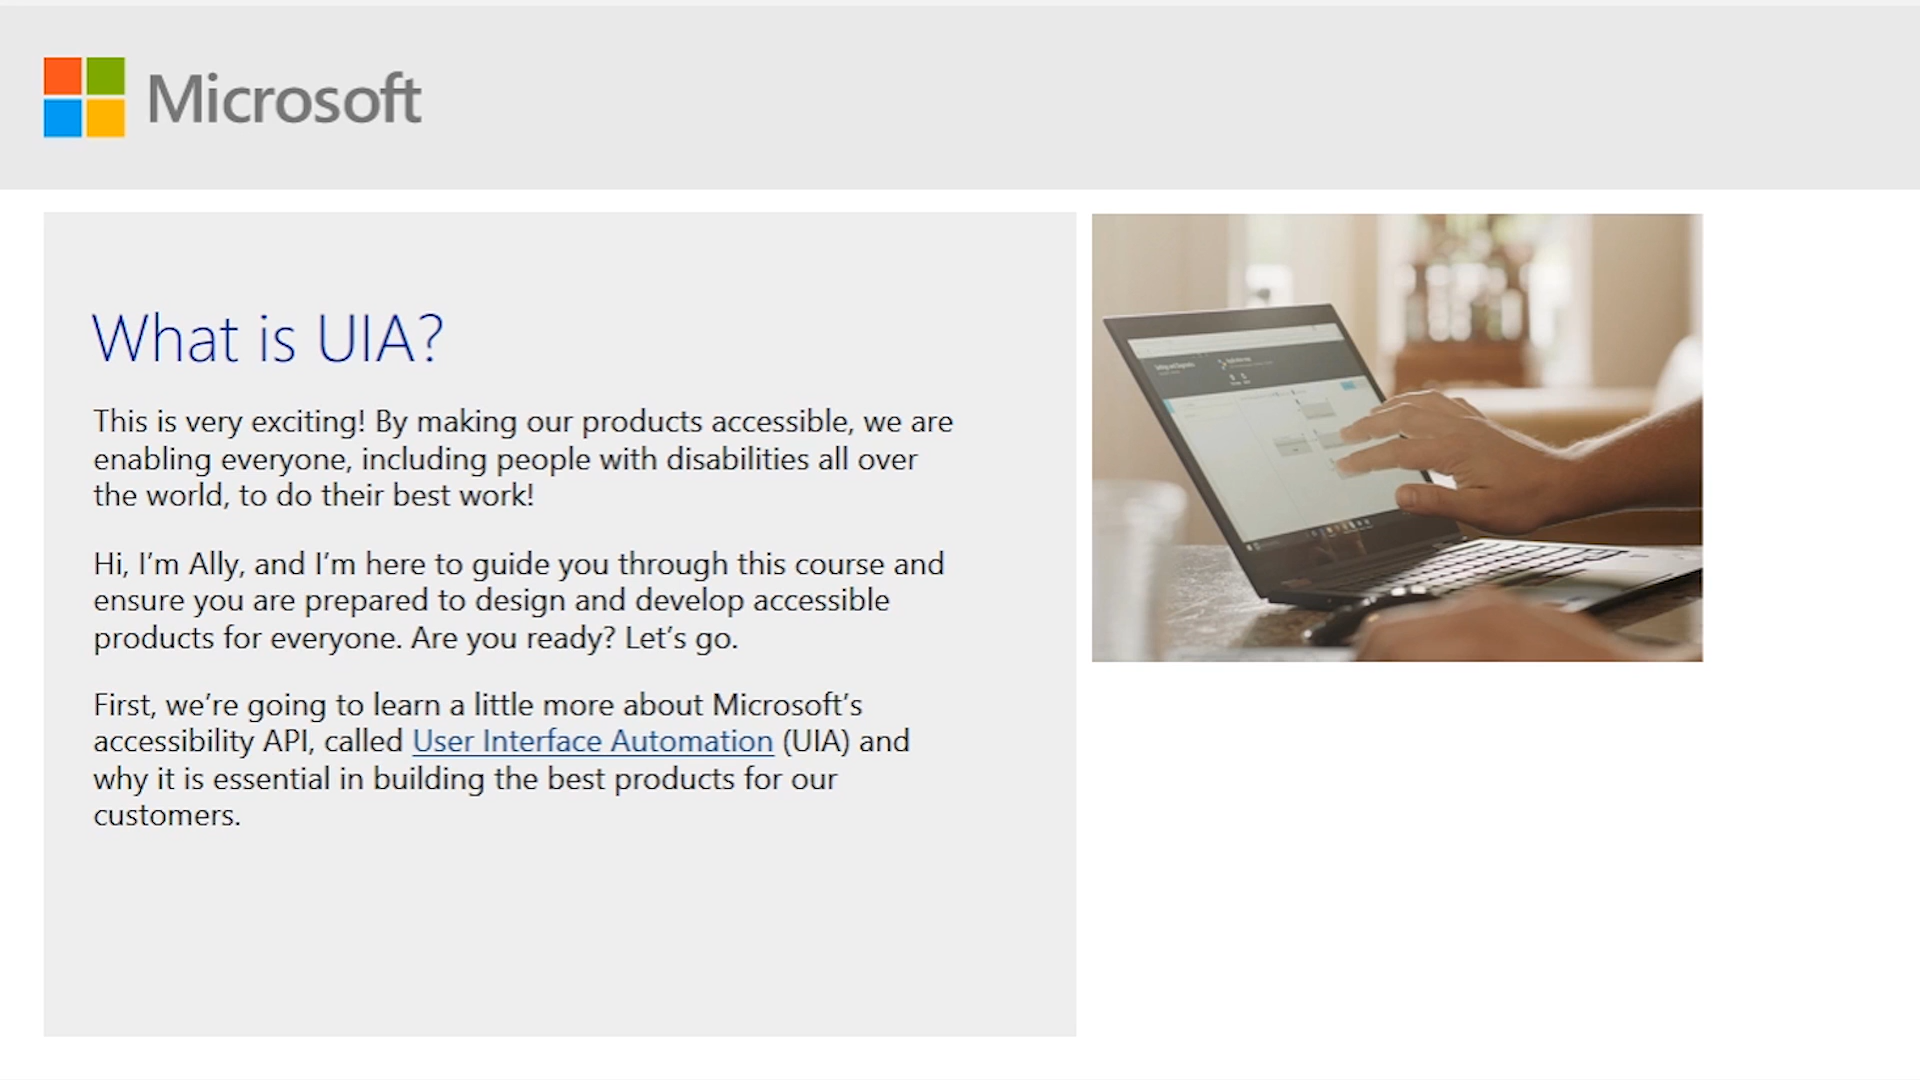 Microsoft
What is UIA?
This is very exciting! By making our products accessible, we are
enabling everyone, including people with disabilities all over
the world, to do their best work!
Hi, I’m Ally, and I’m here to guide you through this course and
ensure you are prepared to design and develop accessible
products for everyone. Are you ready? Let’s go.
First, we’re going to learn a little more about Microsoft’s
accessibility API, called User Interface Automation (UIA) and
why it is essential in building the best products for our
customers.